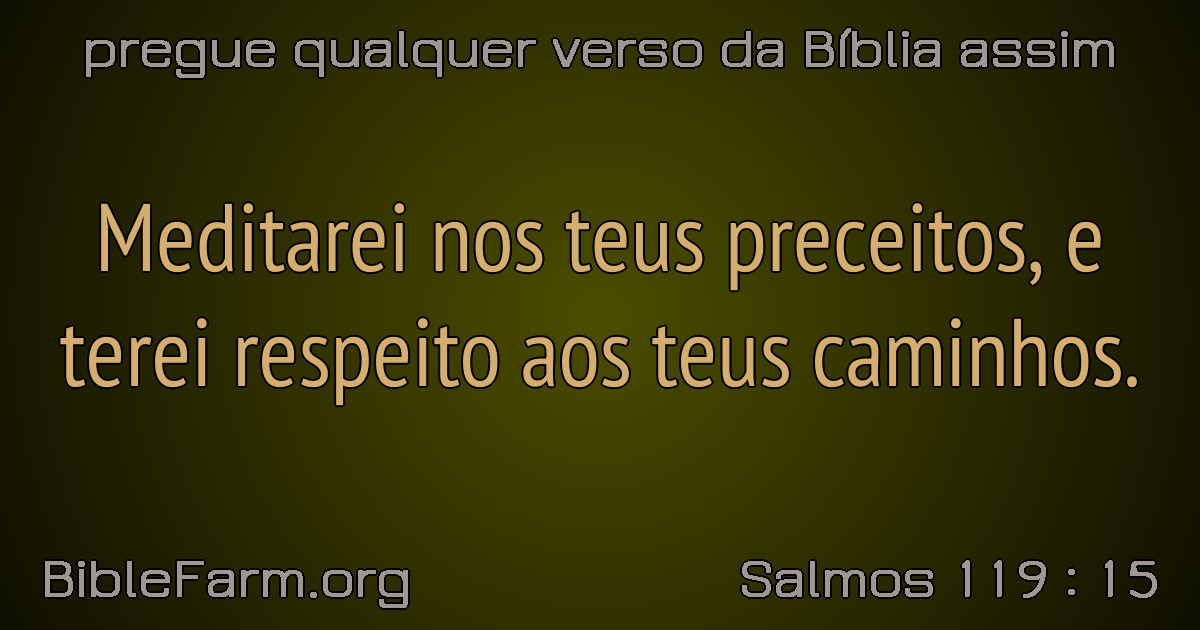 pregue qualquer verso da Bíblia assim
Meditarei nos teus preceitos, e
terei respeito aos teus caminhos.
BibleFarm.org
Salmos 119 : 15